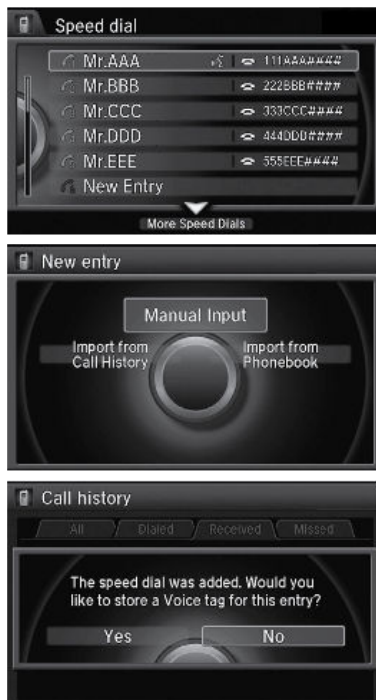 Speed dial
Mr.AAA 111AAA####
Mr.BBB 222BBB####
Mr.CCC 333CCC####
Mr.DDD 444DDD####
Mr.EEE 555EEE####
New Entry
More Speed Dials
New entry
Manual Input
Import from Call History
Import from Phonebook
Call history
All Dialed Received Missed
The speed dial was added. Would you
like to store a Voice tag for this entry?
Yes No